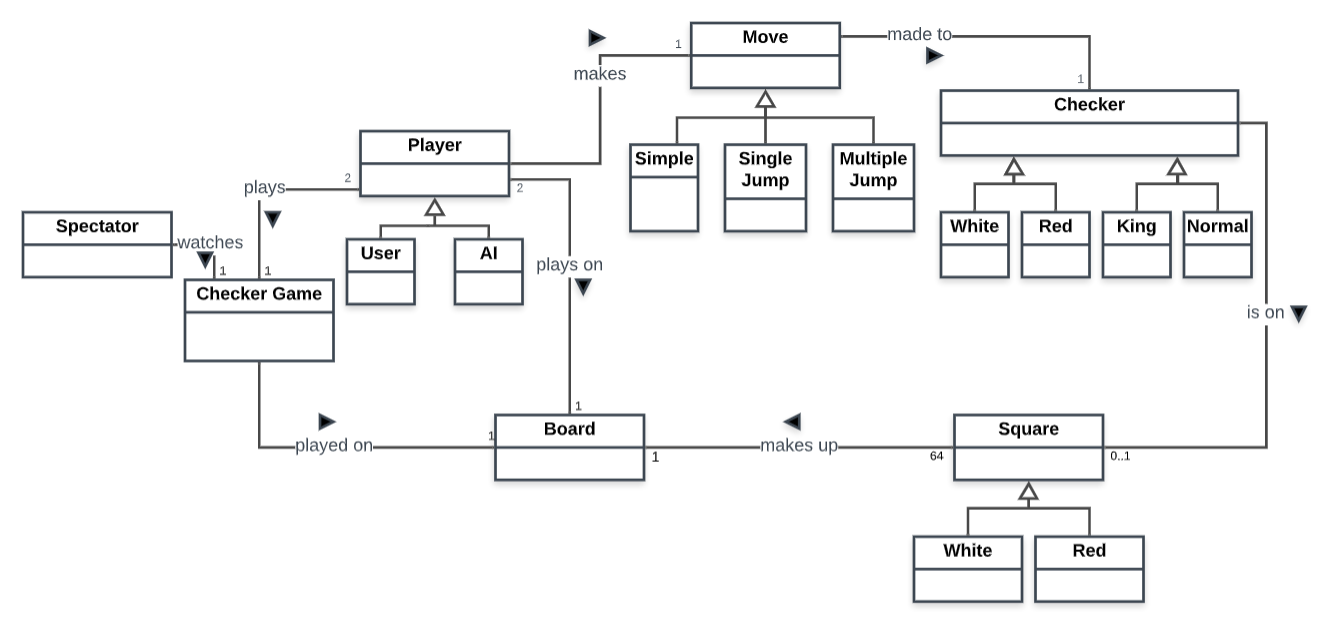 Move
made to
1
makes
1
Checker
Player
Simple
Single
Jump
Multiple
Jump
2
plays
2
White
Red
King
Normal
Spectator
watches
User
AI
plays on
1
1
Checker Game
is on
1
played on
1
Board
1
makes up
64
Square
0..1
White
Red